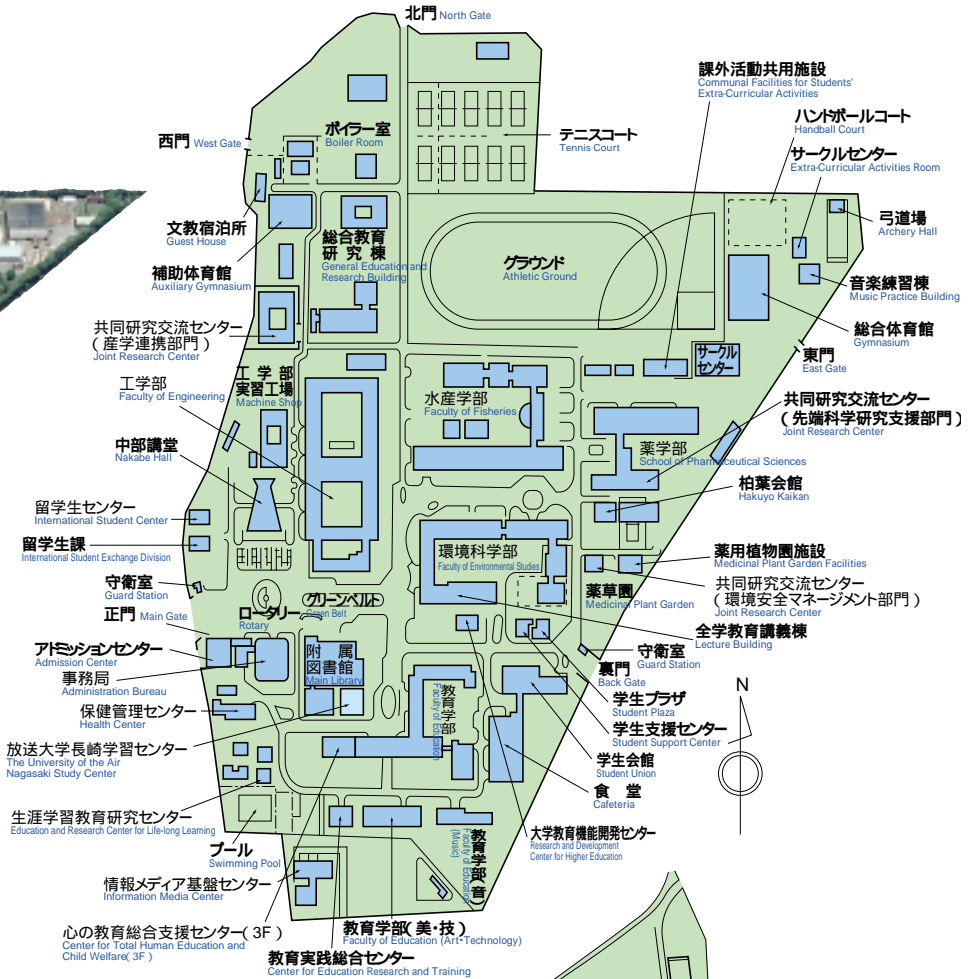 北門 North Gate
課外活動共用施設
Communal Facilities for Students'
Extra-Curricular Activities
ハンドボールコート
Handball Court
西門 West Gate
ボイラー室
Boiler Room
テニスコート
Tennis Court
サークルセンター
Extra-Curricular Activities Room
文教宿泊所
Guest House
総合教育
研究棟
General Education and
Research Building
グラウンド
Athletic Ground
弓道場
Archery Hall
補助体育館
Auxiliary Gymnasium
音楽練習棟
Music Practice Building
共同研究交流センター
(産学連携部門)
Joint Research Center
総合体育館
Gymnasium
サークル
センター
東門
East Gate
工学部
Faculty of Engineering
工学部
実習工場
Machine Shop
水産学部
Faculty of Fisheries
共同研究交流センター
(先端科学研究支援部門)
Joint Research Center
中部講堂
Nakabe Hall
薬学部
School of Pharmaceutical Sciences
柏葉会館
Hakuyo Kaikan
留学生センター
International Student Center
留学生課
International Student Exchange Division
環境科学部
Faculty of Environmental Studies
薬用植物園施設
Medicinal Plant Garden Facilities
守衛室
Guard Station
グリーンベルト
Green Belt
薬草園
Medicinal Plant Garden
共同研究交流センター
(環境安全マネージメント部門)
Joint Research Center
正門 Main Gate
ロータリー
Rotary
全学教育講義棟
Lecture Building
アドミッションセンター
Admission Center
附属
図書館
Main Library
守衛室
Guard Station
事務局
Administration Bureau
裏門
Back Gate
教育学部
Faculty of Education
学生プラザ
Student Plaza
保健管理センター
Health Center
学生支援センター
Student Support Center
放送大学長崎学習センター
The University of the Air
Nagasaki Study Center
学生会館
Student Union
食堂
Cafeteria
生涯学習教育研究センター
Education and Research Center for Life-long Learning
大学教育機能開発センター
Research and Development
Center for Higher Education
プール
Swimming Pool
教育学部(音)
Faculty of Education
(Music)
情報メディア基盤センター
Information Media Center
心の教育総合支援センター(3F)
Center for Total Human Education and
Child Welfare(3F)
教育学部(美・技)
Faculty of Education (Art・Technology)
教育実践総合センター
Center for Education Research and Training
N